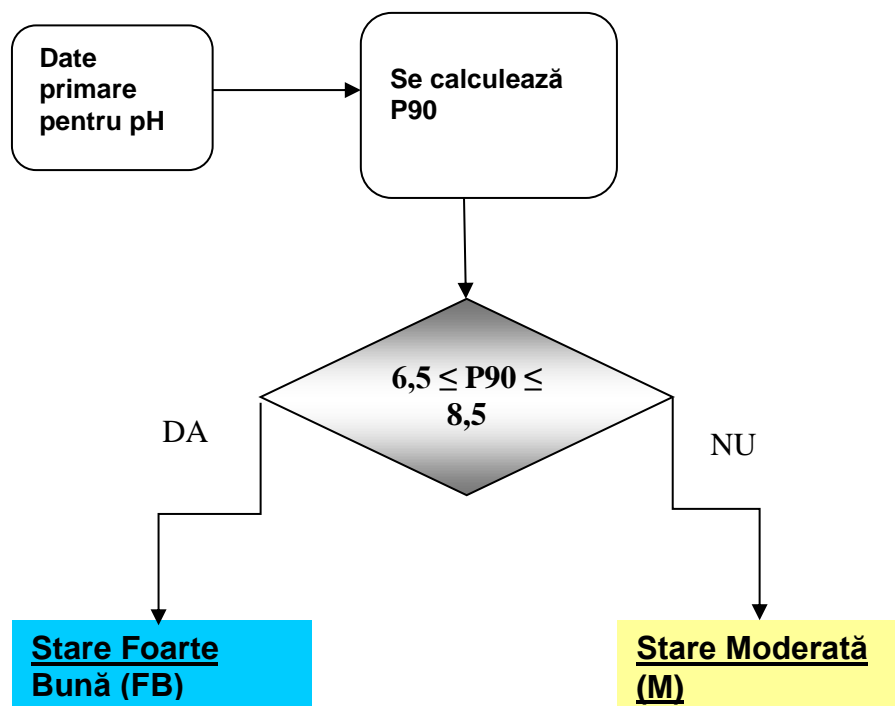 Date
primare
pentru pH
Se calculează
P90
6,5 ≤ P90 ≤
8,5
DA
NU
Stare Foarte
Bună (FB)
Stare Moderată
(M)